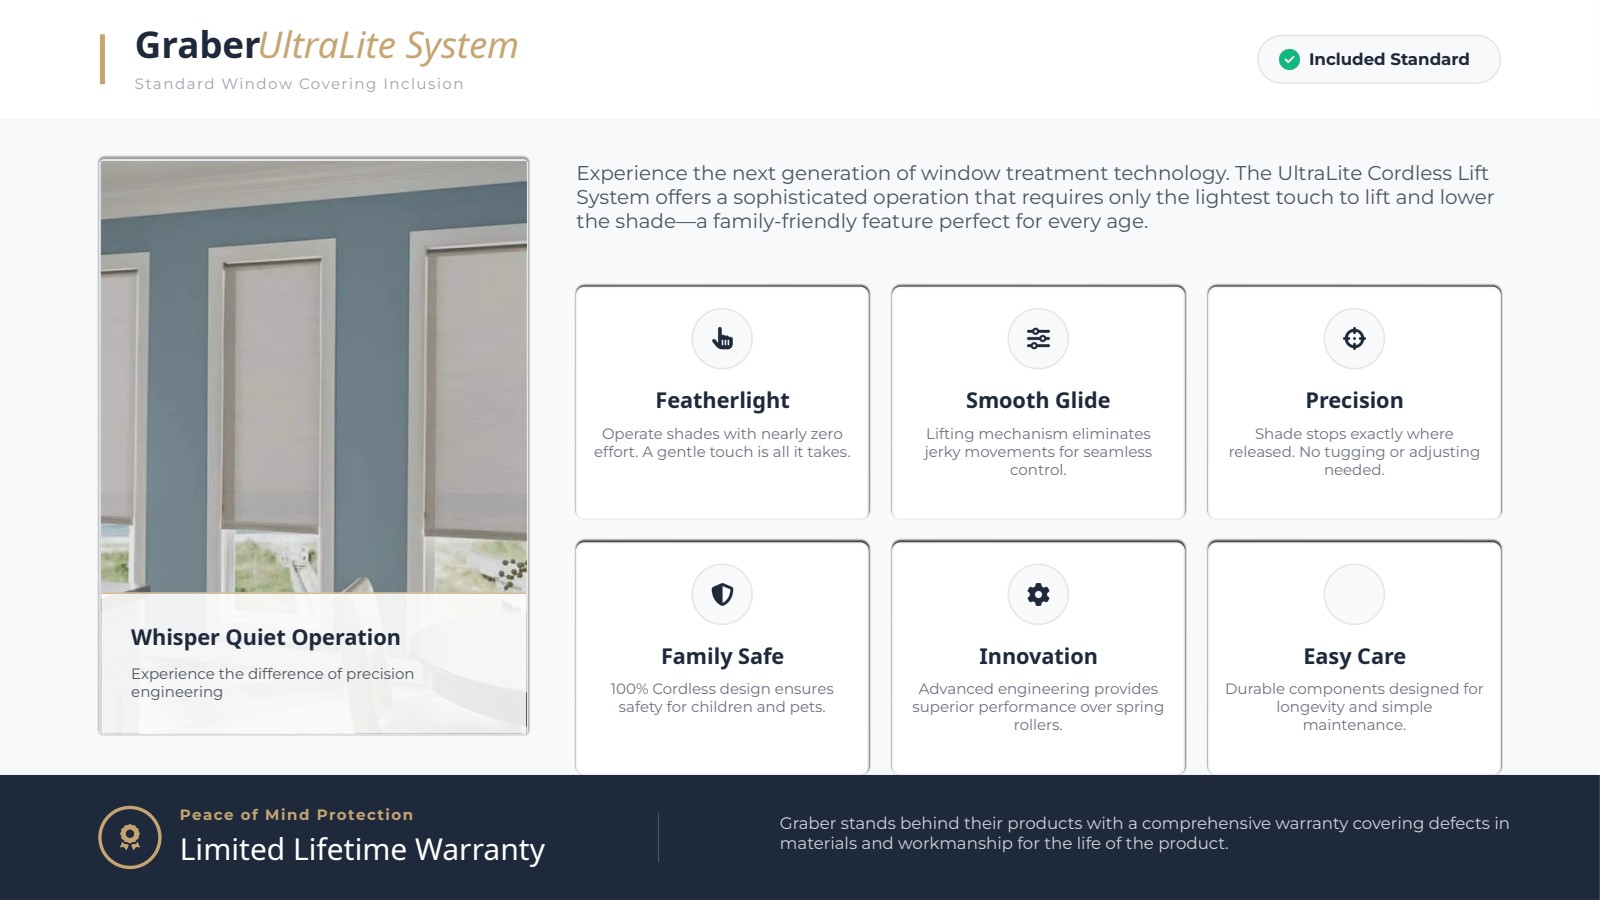 GraberUltraLite System
Standard Window Covering Inclusion
Included Standard
Experience the next generation of window treatment technology. The UltraLite Cordless Lift
System offers a sophisticated operation that requires only the lightest touch to lift and lower
the shade—a family-friendly feature perfect for every age.
Whisper Quiet Operation
Experience the difference of precision
engineering
Featherlight
Operate shades with nearly zero
effort. A gentle touch is all it takes.
Smooth Glide
Lifting mechanism eliminates
jerky movements for seamless
control.
Precision
Shade stops exactly where
released. No tugging or adjusting
needed.
Family Safe
100% Cordless design ensures
safety for children and pets.
Innovation
Advanced engineering provides
superior performance over spring
rollers.
Easy Care
Durable components designed for
longevity and simple
maintenance.
Peace of Mind Protection
Limited Lifetime Warranty
Graber stands behind their products with a comprehensive warranty covering defects in
materials and workmanship for the life of the product.